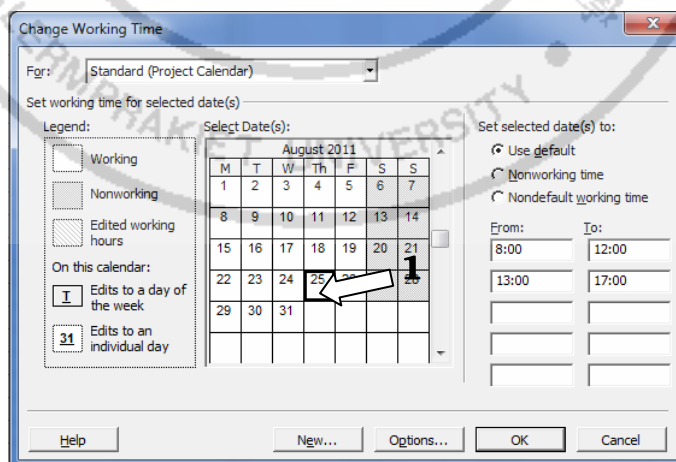 Change Working Time
For: Standard (Project Calendar)
Set working time for selected date(s)
Legend:
Working
Nonworking
Edited working
hours
On this calendar:
T Edits to a day of
the week
31 Edits to an
individual day
Select Date(s):
August 2011
M T W Th F S S
1 2 3 4 5 6 7
8 9 10 11 12 13 14
15 16 17 18 19 20 21
22 23 24 25 28
29 30 31
1
Set selected date(s) to:
Use default
Nonworking time
Nondefault working time
From: To:
8:00 12:00
13:00 17:00
Help New... Options... OK Cancel